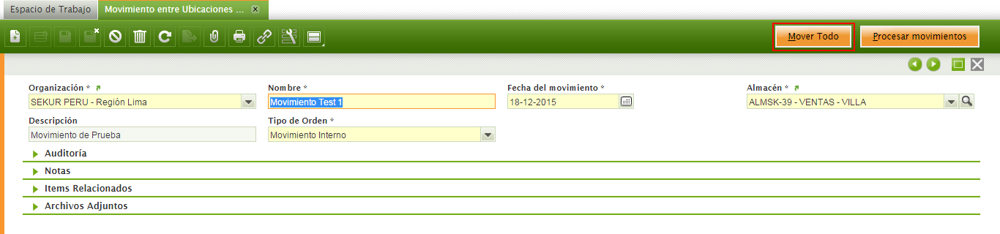 Espacio de Trabajo
Movimiento entre Ubicaciones ...
Mover Todo
Procesar movimientos
Organización *
Nombre *
Fecha del movimiento *
Almacén *
SEKUR PERU - Región Lima
Movimiento Test 1
18-12-2015
ALMSK-39 - VENTAS - VILLA
Descripción
Tipo de Orden *
Movimiento de Prueba
Movimiento Interno
Auditoría
Notas
Items Relacionados
Archivos Adjuntos